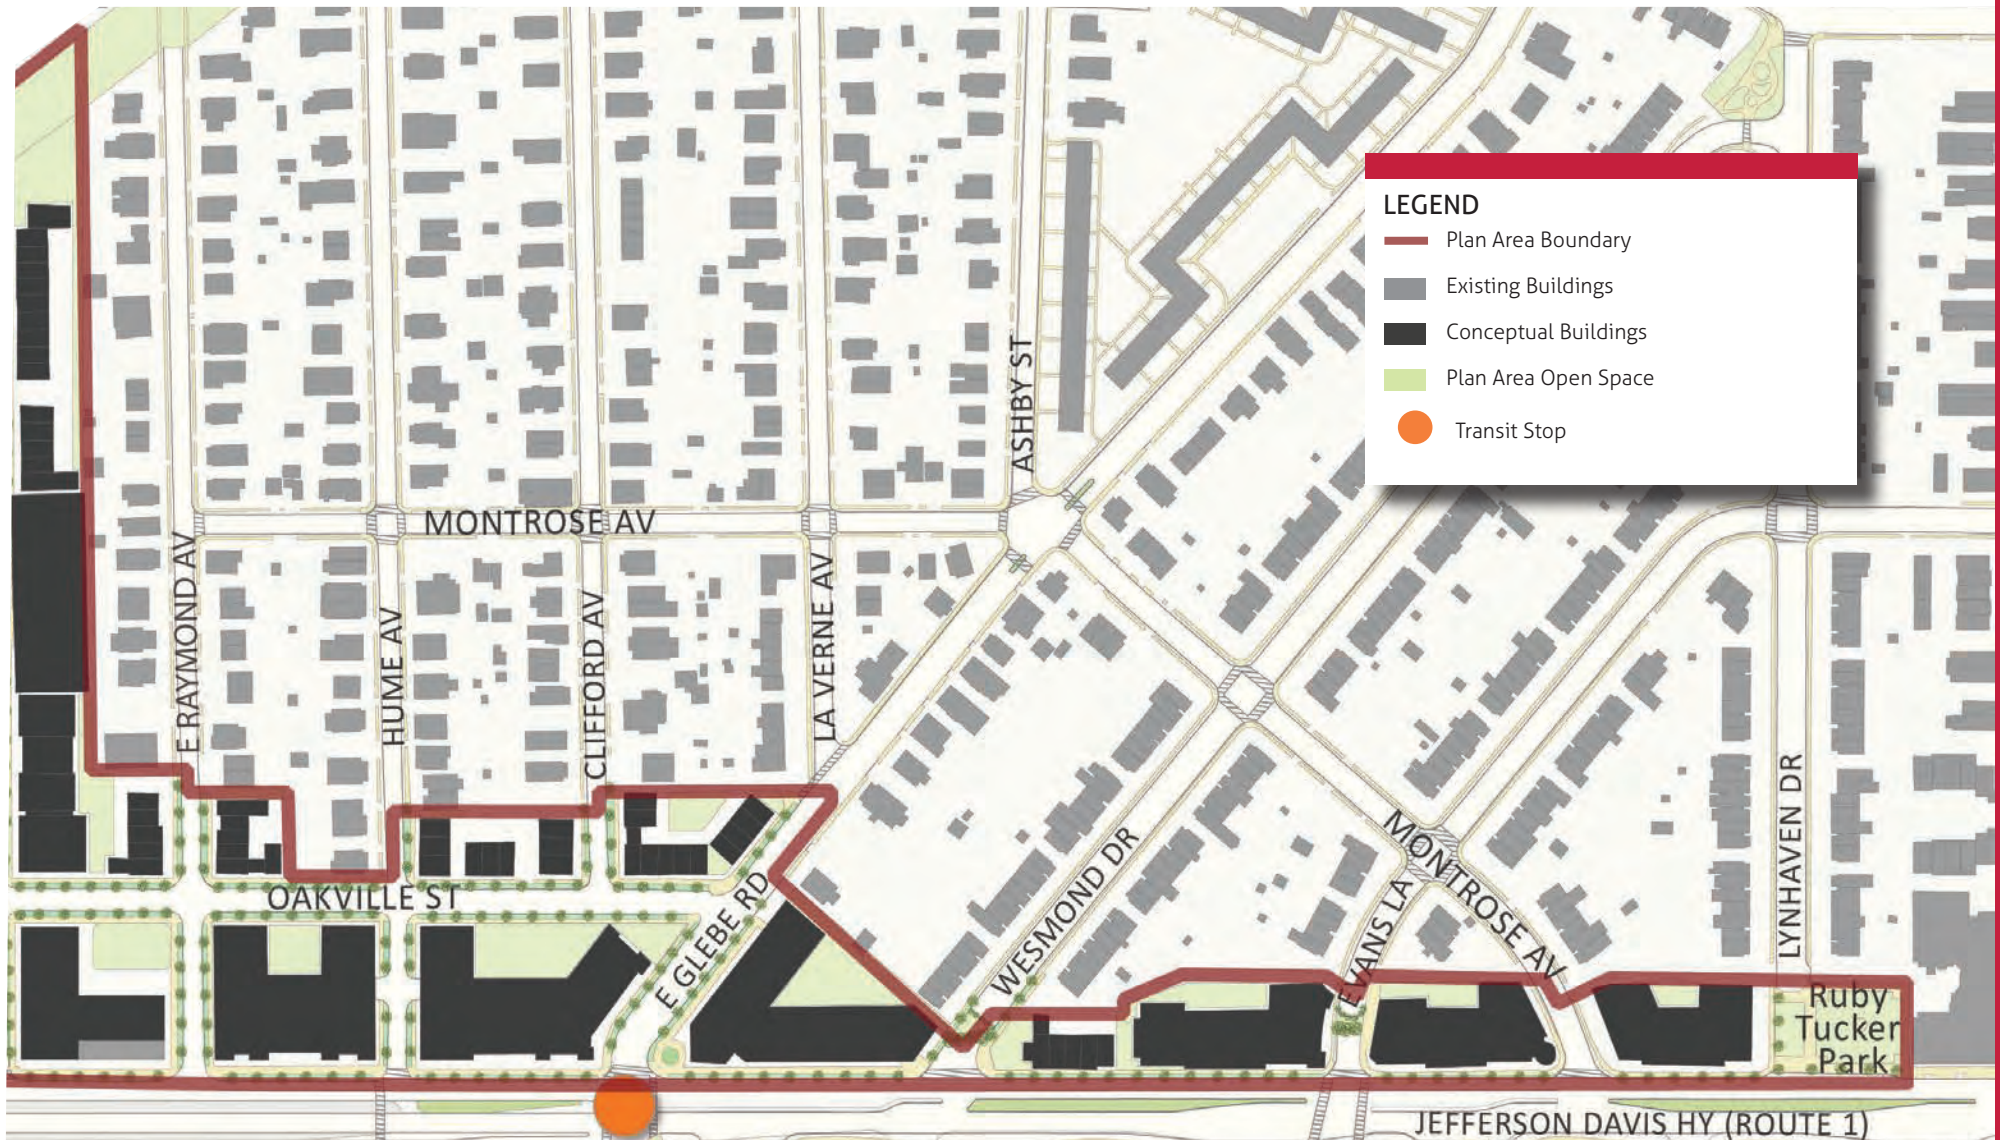 LEGEND
Plan Area Boundary
Existing Buildings
Conceptual Buildings
Plan Area Open Space
Transit Stop
ASHBY ST
MONTROSE AV
E RAYMOND AV
HUME AV
CLIFFORD AV
LA VERNE AV
OAKVILLE ST
E GLEBE RD
WESMOND DR
EVANS LA
MONTROSE AV
LYNHAVEN DR
Ruby
Tucker
Park
JEFFERSON DAVIS HY (ROUTE 1)